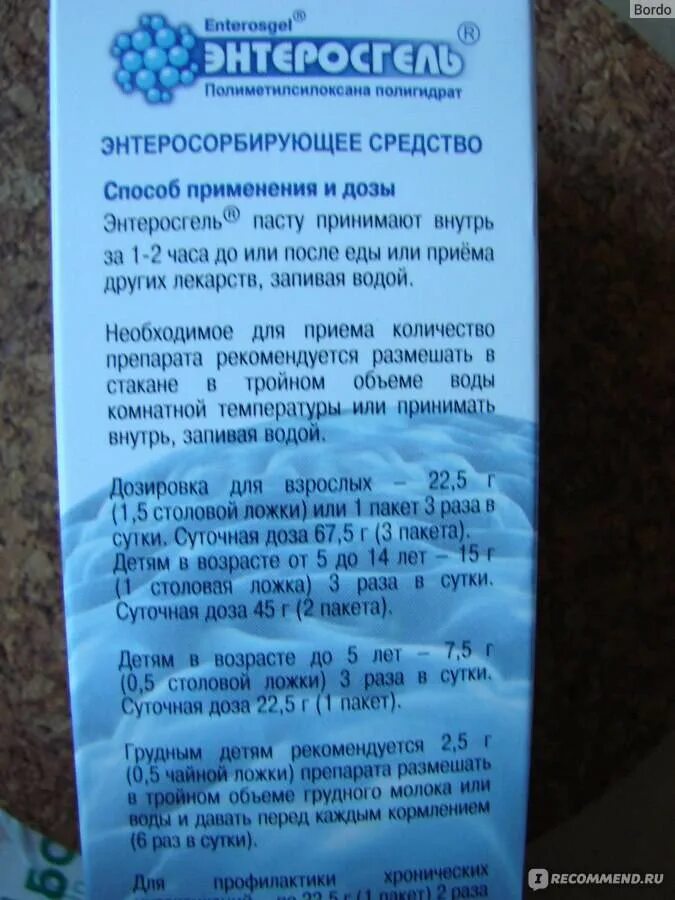 Bordo
Enterosgel®
ЭНТЕРОСГЕЛЬ®
Полиметилсилоксана полигидрат
ЭНТЕРОСОРБИРУЮЩЕЕ СРЕДСТВО
Способ применения и дозы
Энтеросгель® пасту принимают внутрь
за 1-2 часа до или после еды или приёма
других лекарств, запивая водой.
Необходимое для приема количество
препарата рекомендуется размешать в
стакане в тройном объеме воды
комнатной температуры или принимать
внутрь, запивая водой.
Дозировка для взрослых – 22,5 г
(1,5 столовой ложки) или 1 пакет 3 раза в
сутки. Суточная доза 67,5 г (3 пакета).
Детям в возрасте от 5 до 14 лет – 15 г
(1 столовая ложка) 3 раза в сутки.
Суточная доза 45 г (2 пакета).
Детям в возрасте до 5 лет – 7,5 г
(0,5 столовой ложки) 3 раза в сутки.
Суточная доза 22,5 г (1 пакет).
Грудным детям рекомендуется 2,5 г
(0,5 чайной ложки) препарата размешать
в тройном объеме грудного молока или
воды и давать перед каждым кормлением
(6 раз в сутки).
Для профилактики хронических
22,5 г (1 пакет) 2 раза
IRECOMMEND.RU